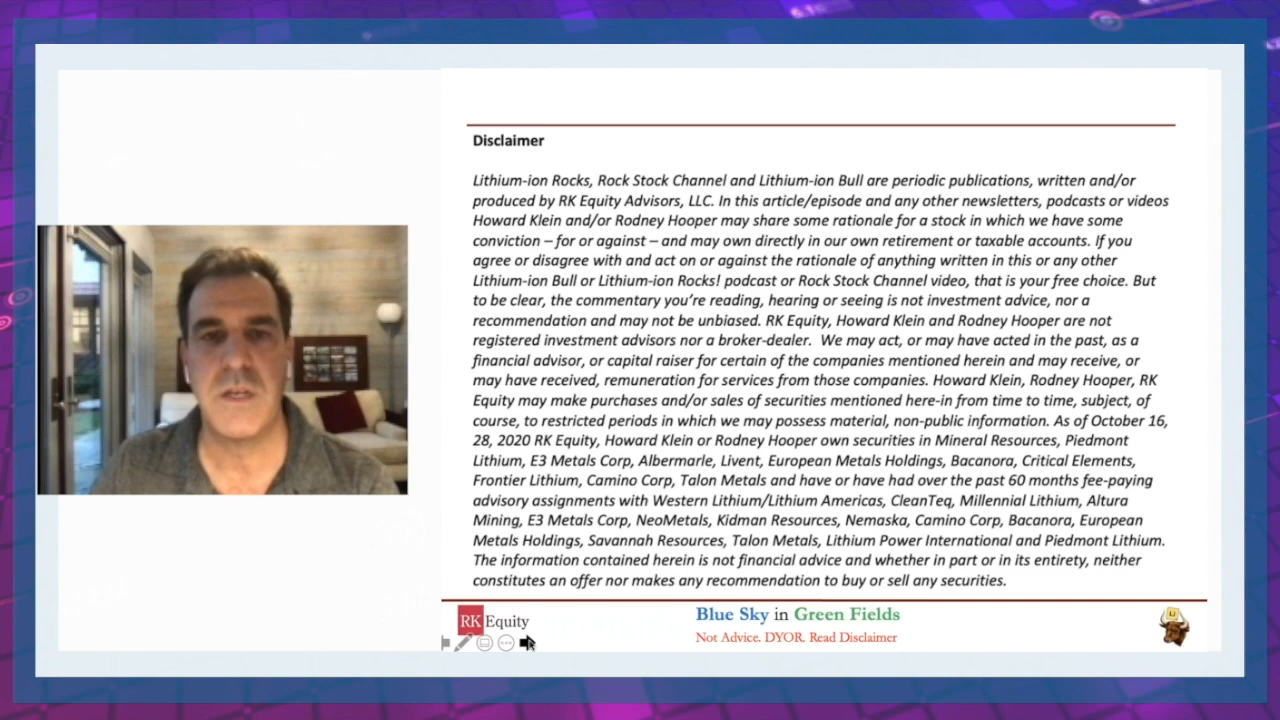 Disclaimer
Lithium-ion Rocks, Rock Stock Channel and Lithium-ion Bull are periodic publications, written and/or
produced by RK Equity Advisors, LLC. In this article/episode and any other newsletters, podcasts or videos
Howard Klein and/or Rodney Hooper may share some rationale for a stock in which we have some
conviction – for or against – and may own directly in our own retirement or taxable accounts. If you
agree or disagree with and act on or against the rationale of anything written in this or any other
Lithium-ion Bull or Lithium-ion Rocks! podcast or Rock Stock Channel video, that is your free choice. But
to be clear, the commentary you’re reading, hearing or seeing is not investment advice, nor a
recommendation and may not be unbiased. RK Equity, Howard Klein and Rodney Hooper are not
registered investment advisors nor a broker-dealer. We may act, or may have acted in the past, as a
financial advisor, or capital raiser for certain of the companies mentioned herein and may receive, or
may have received, remuneration for services from those companies. Howard Klein, Rodney Hooper, RK
Equity may make purchases and/or sales of securities mentioned here-in from time to time, subject, of
course, to restricted periods in which we may possess material, non-public information. As of October 16,
28, 2020 RK Equity, Howard Klein or Rodney Hooper own securities in Mineral Resources, Piedmont
Lithium, E3 Metals Corp, Albermarle, Livent, European Metals Holdings, Bacanora, Critical Elements,
Frontier Lithium, Camino Corp, Talon Metals and have or have had over the past 60 months fee-paying
advisory assignments with Western Lithium/Lithium Americas, CleanTeq, Millennial Lithium, Altura
Mining, E3 Metals Corp, NeoMetals, Kidman Resources, Nemaska, Camino Corp, Bacanora, European
Metals Holdings, Savannah Resources, Talon Metals, Lithium Power International and Piedmont Lithium.
The information contained herein is not financial advice and whether in part or in its entirety, neither
constitutes an offer nor makes any recommendation to buy or sell any securities.
RK Equity
Blue Sky in Green Fields
Not Advice. DYOR. Read Disclaimer